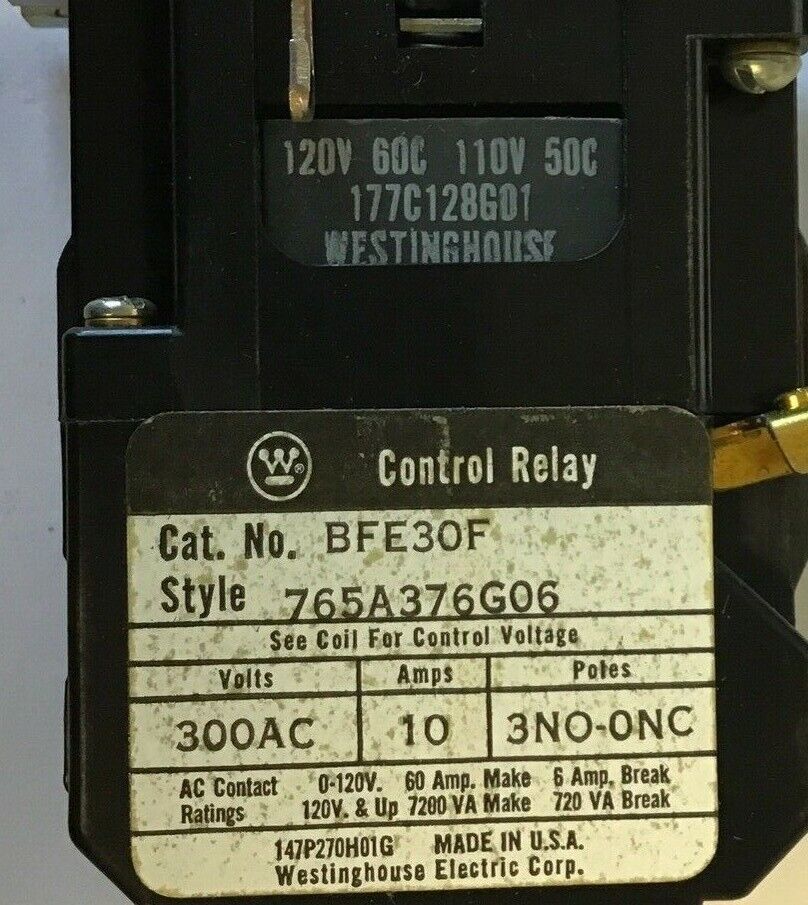 120V 60C 110V 50C
177C128G01
WESTINGHOUSE
W ®
Control Relay
Cat. No. BFE30F
Style 765A376G06
See Coil For Control Voltage
Volts Amps Poles
300AC 10 3NO-0NC
AC Contact 0-120V. 60 Amp. Make 6 Amp. Break
Ratings 120V. & Up 7200 VA Make 720 VA Break
147P270H01G MADE IN U.S.A.
Westinghouse Electric Corp.